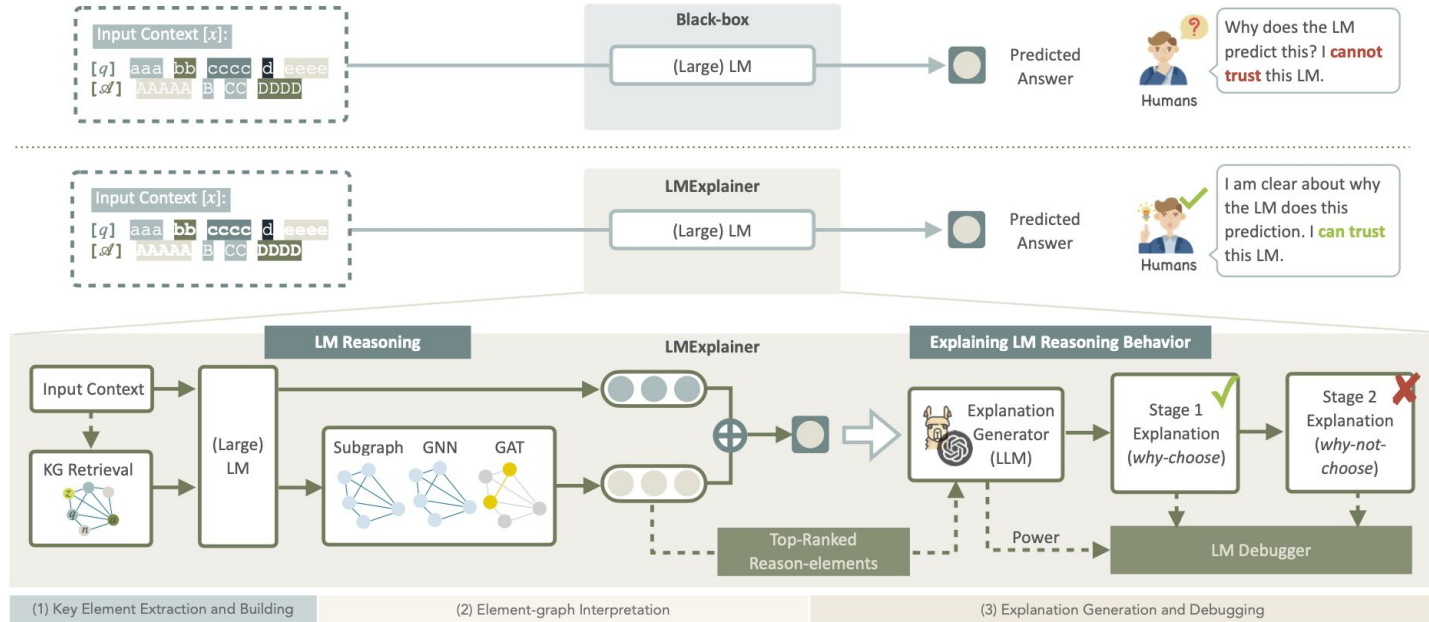 Black-box
Input Context [x]:
[q] aaa bb cccc d eeee
[𝒜] AAAAA B CC DDDD
(Large) LM
Predicted
Answer
?
Humans
Why does the LM
predict this? I cannot
trust this LM.
LMExplainer
Input Context [x]:
[q] aaa bb cccc d eeee
[𝒜] AAAAA B CC DDDD
(Large) LM
Predicted
Answer
Humans
I am clear about why
the LM does this
prediction. I can trust
this LM.
LM Reasoning
LMExplainer
Explaining LM Reasoning Behavior
Input Context
KG Retrieval
z
q
n
a
(Large)
LM
Subgraph GNN GAT
Top-Ranked
Reason-elements
Explanation
Generator
(LLM)
Stage 1
Explanation
(why-choose)
Stage 2
Explanation
(why-not-
choose)
Power
LM Debugger
(1) Key Element Extraction and Building
(2) Element-graph Interpretation
(3) Explanation Generation and Debugging